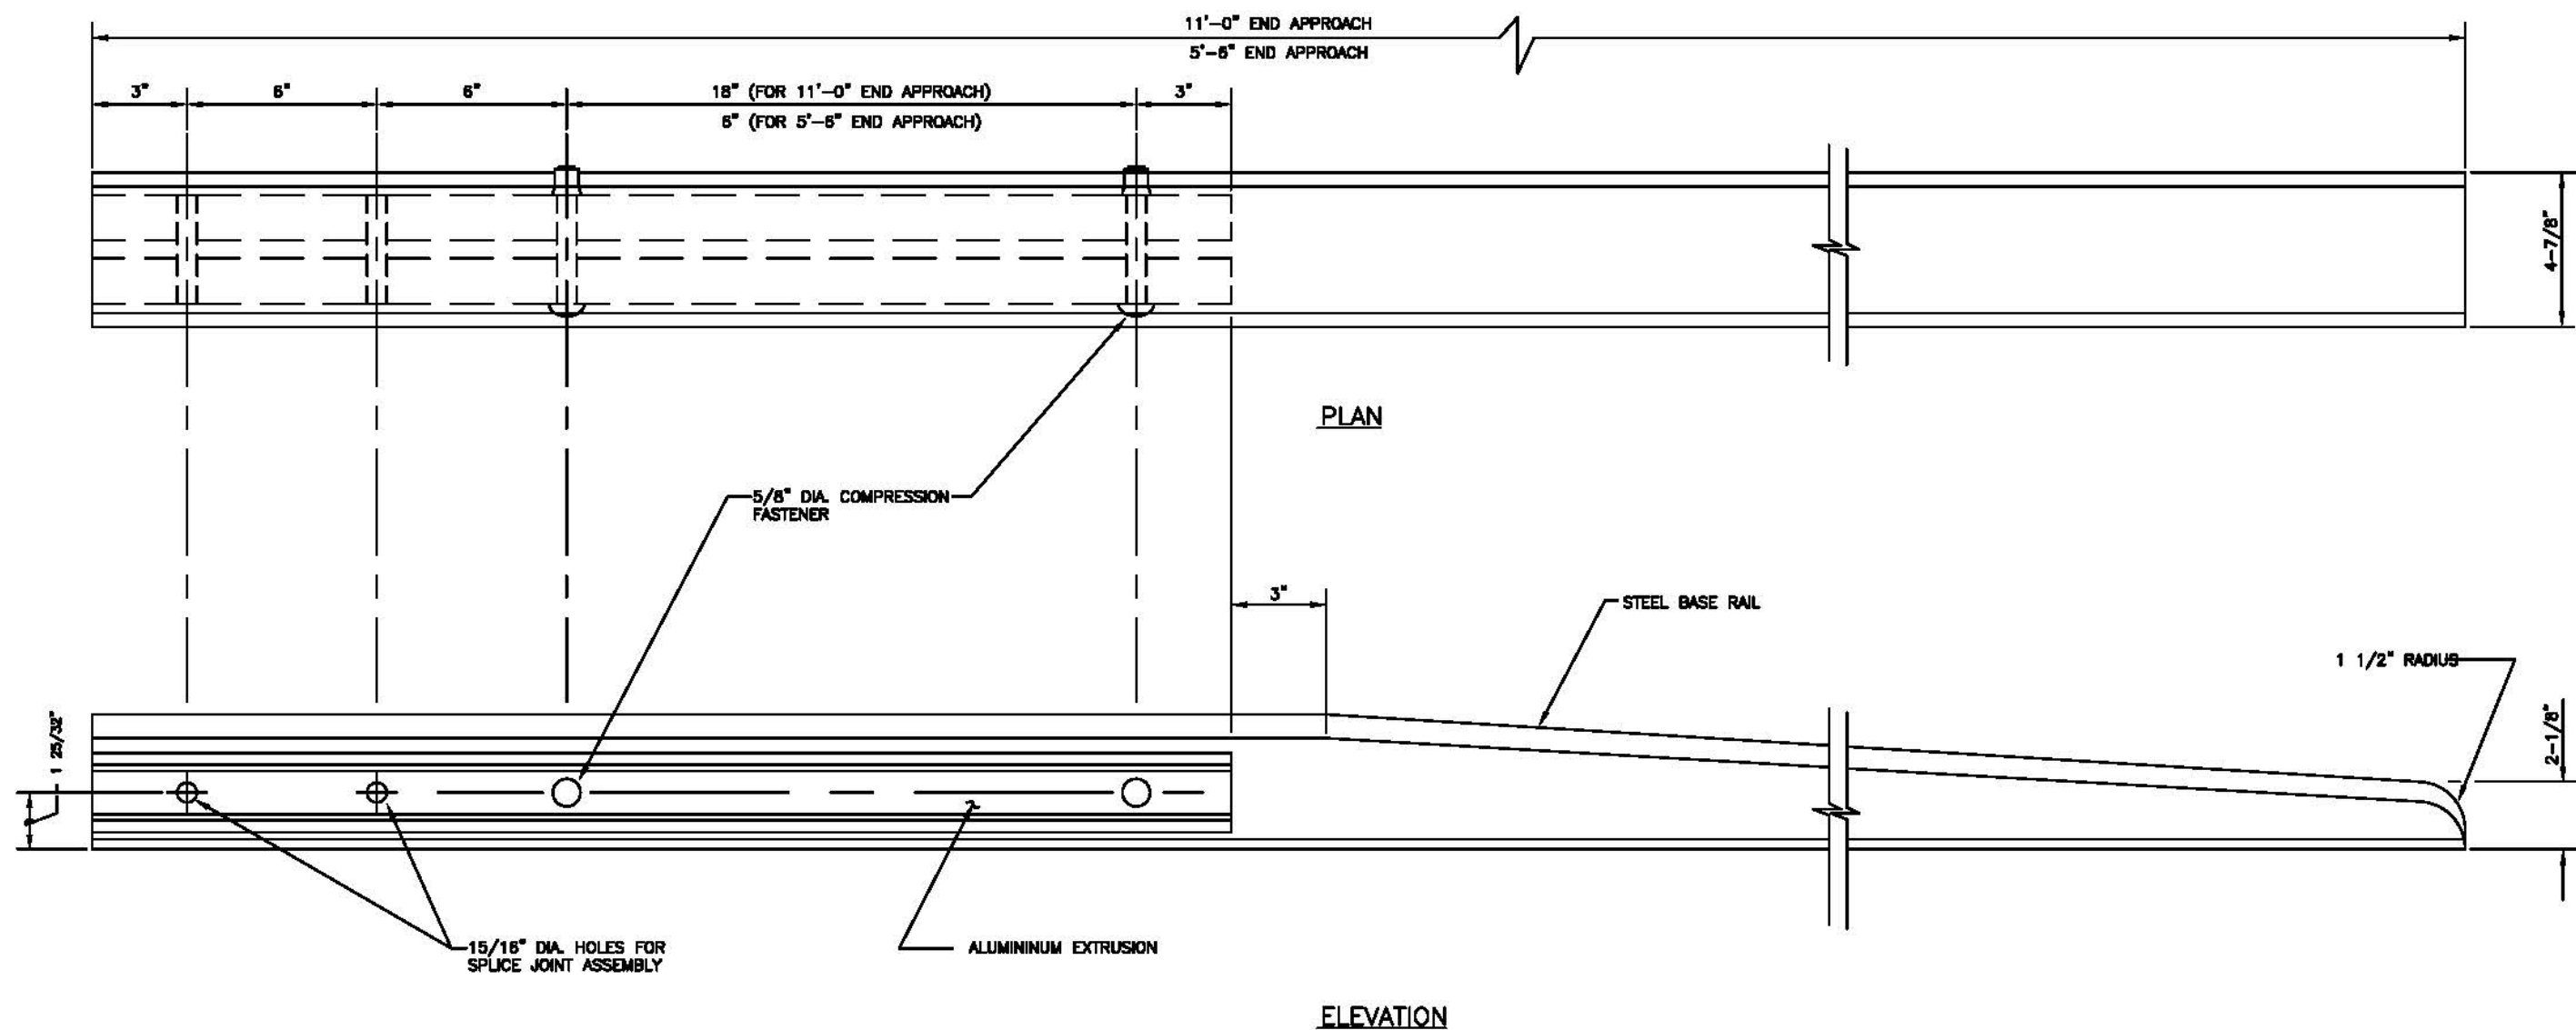 11'-0" END APPROACH
5'-6" END APPROACH
3"
6"
6"
18" (FOR 11'-0" END APPROACH)
3"
6" (FOR 5'-6" END APPROACH)
4-7/8"
PLAN
5/8" DIA. COMPRESSION
FASTENER
3"
STEEL BASE RAIL
1 1/2" RADIUS
1 25/32"
2-1/8"
15/16" DIA. HOLES FOR
SPLICE JOINT ASSEMBLY
ALUMININUM EXTRUSION
ELEVATION